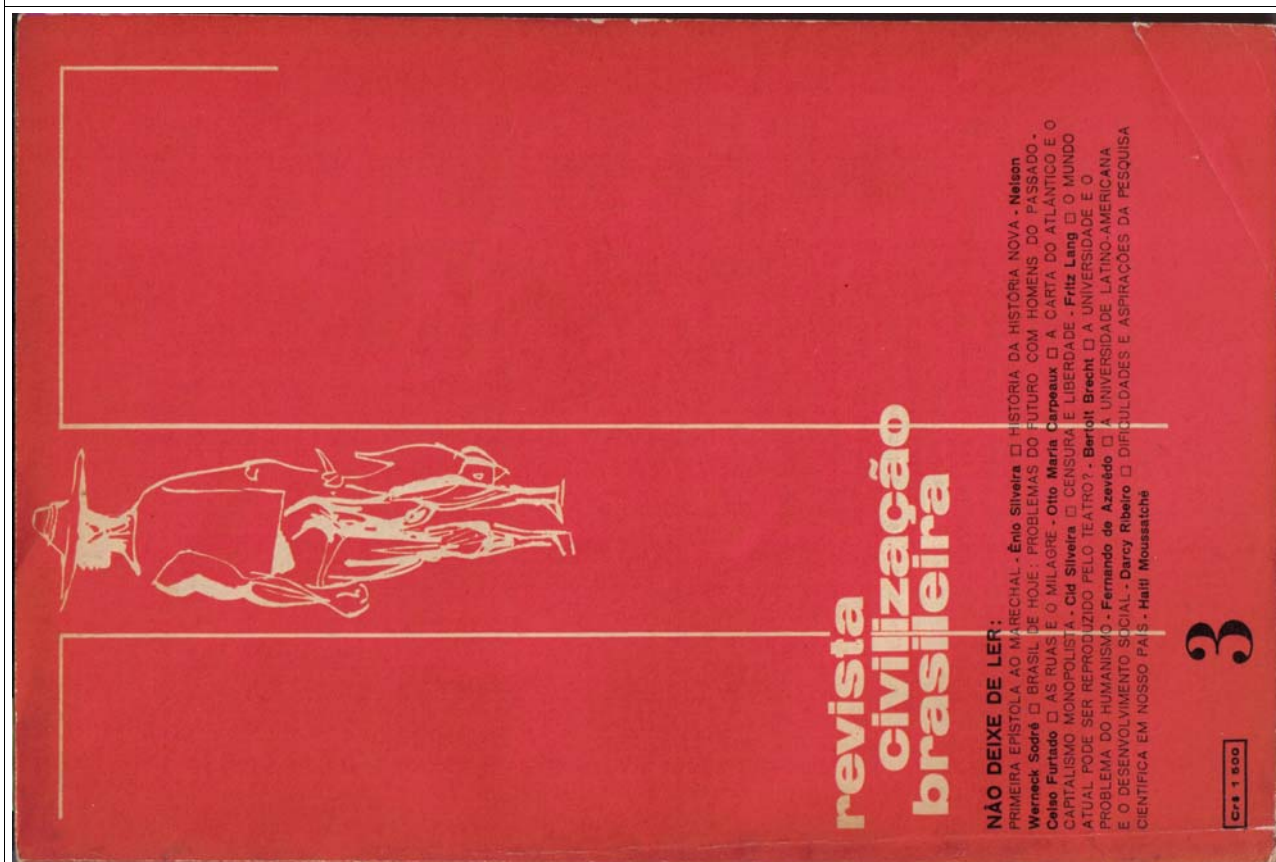 revista
civilização
brasileira
NÃO DEIXE DE LER:
PRIMEIRA EPÍSTOLA AO MARECHAL - Ênio Silveira □ HISTÓRIA DA HISTÓRIA NOVA - Nelson
Werneck Sodré □ BRASIL DE HOJE: PROBLEMAS DO FUTURO COM HOMENS DO PASSADO -
Celso Furtado □ AS RUAS E O MILAGRE - Otto Maria Carpeaux □ A CARTA DO ATLÂNTICO E O
CAPITALISMO MONOPOLISTA - Cid Silveira □ CENSURA E LIBERDADE - Fritz Lang □ O MUNDO
ATUAL PODE SER REPRODUZIDO PELO TEATRO? - Bertolt Brecht □ A UNIVERSIDADE E O
PROBLEMA DO HUMANISMO - Fernando de Azevêdo □ A UNIVERSIDADE LATINO-AMERICANA
E O DESENVOLVIMENTO SOCIAL - Darcy Ribeiro □ DIFICULDADES E ASPIRAÇÕES DA PESQUISA
CIENTÍFICA EM NOSSO PAÍS - Haiti Moussatché
Cr$ 1 500
3